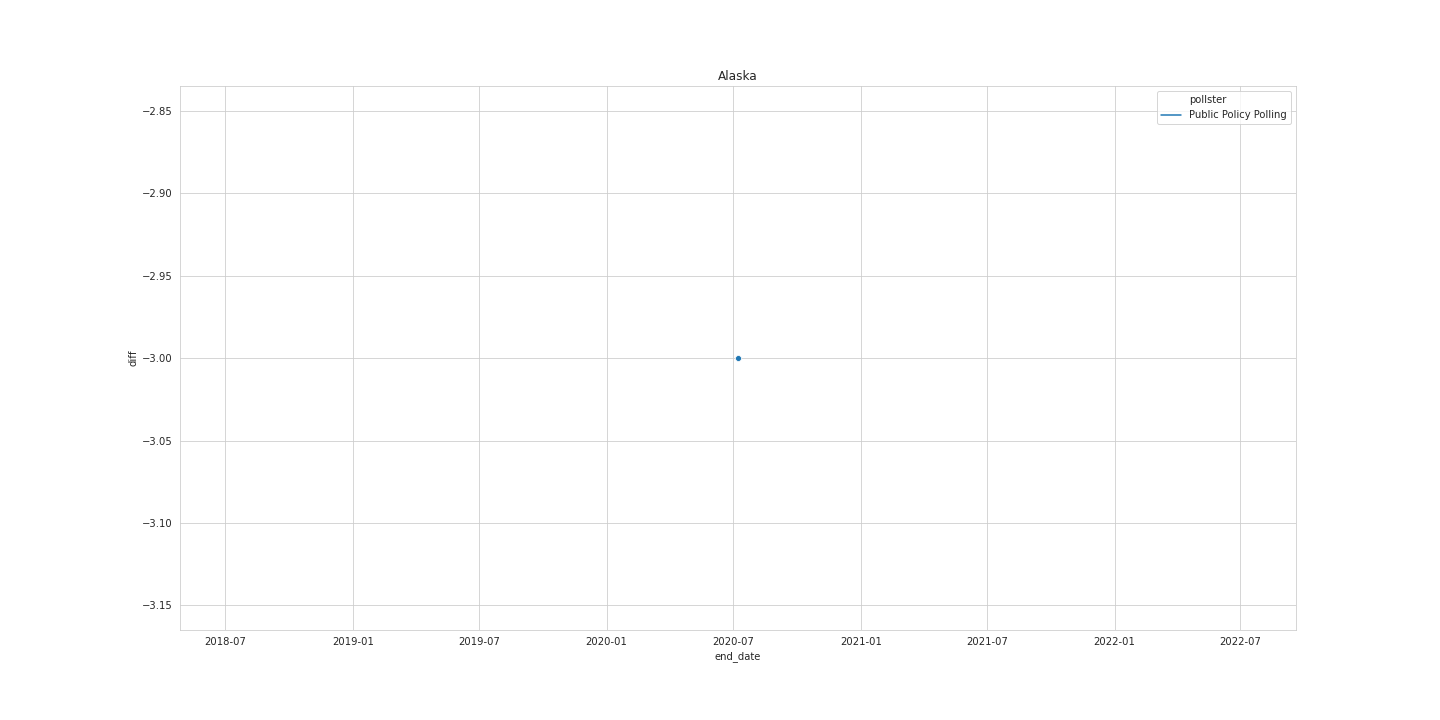 Alaska
pollster
Public Policy Polling
−2.85
−2.90
−2.95
−3.00
−3.05
−3.10
−3.15
diff
2018-07 2019-01 2019-07 2020-01 2020-07 2021-01 2021-07 2022-01 2022-07
end_date